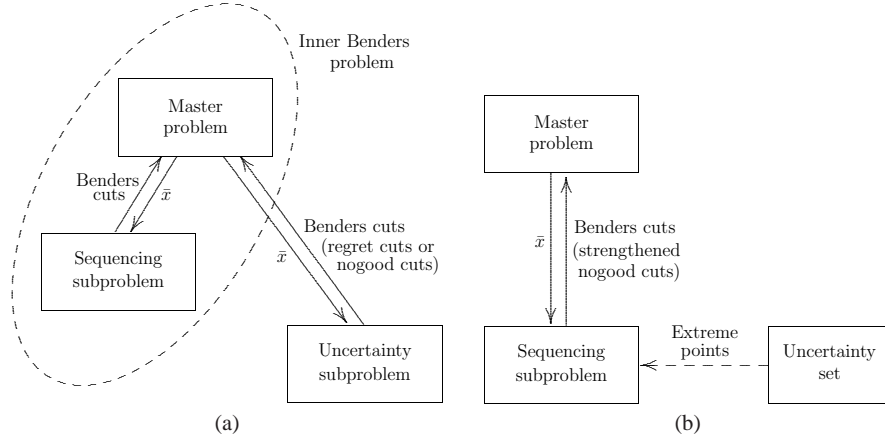 Inner Benders
problem
Master
problem
Benders
cuts
x̄
Sequencing
subproblem
Benders cuts
(regret cuts or
nogood cuts)
x̄
Uncertainty
subproblem
(a)
Master
problem
x̄
Benders cuts
(strengthened
nogood cuts)
Sequencing
subproblem
Extreme
points
Uncertainty
set
(b)